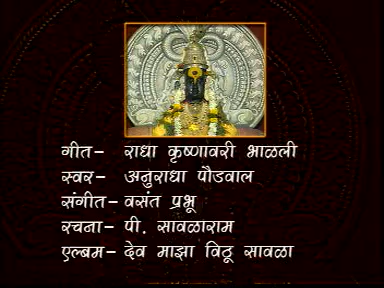 गीत- राधा कृष्णावरी भाळली
स्वर- अनुराधा पौडवाल
संगीत- वसंत प्रभू
रचना- पी. सावळाराम
एल्बम- देव माझा विठू सावळा